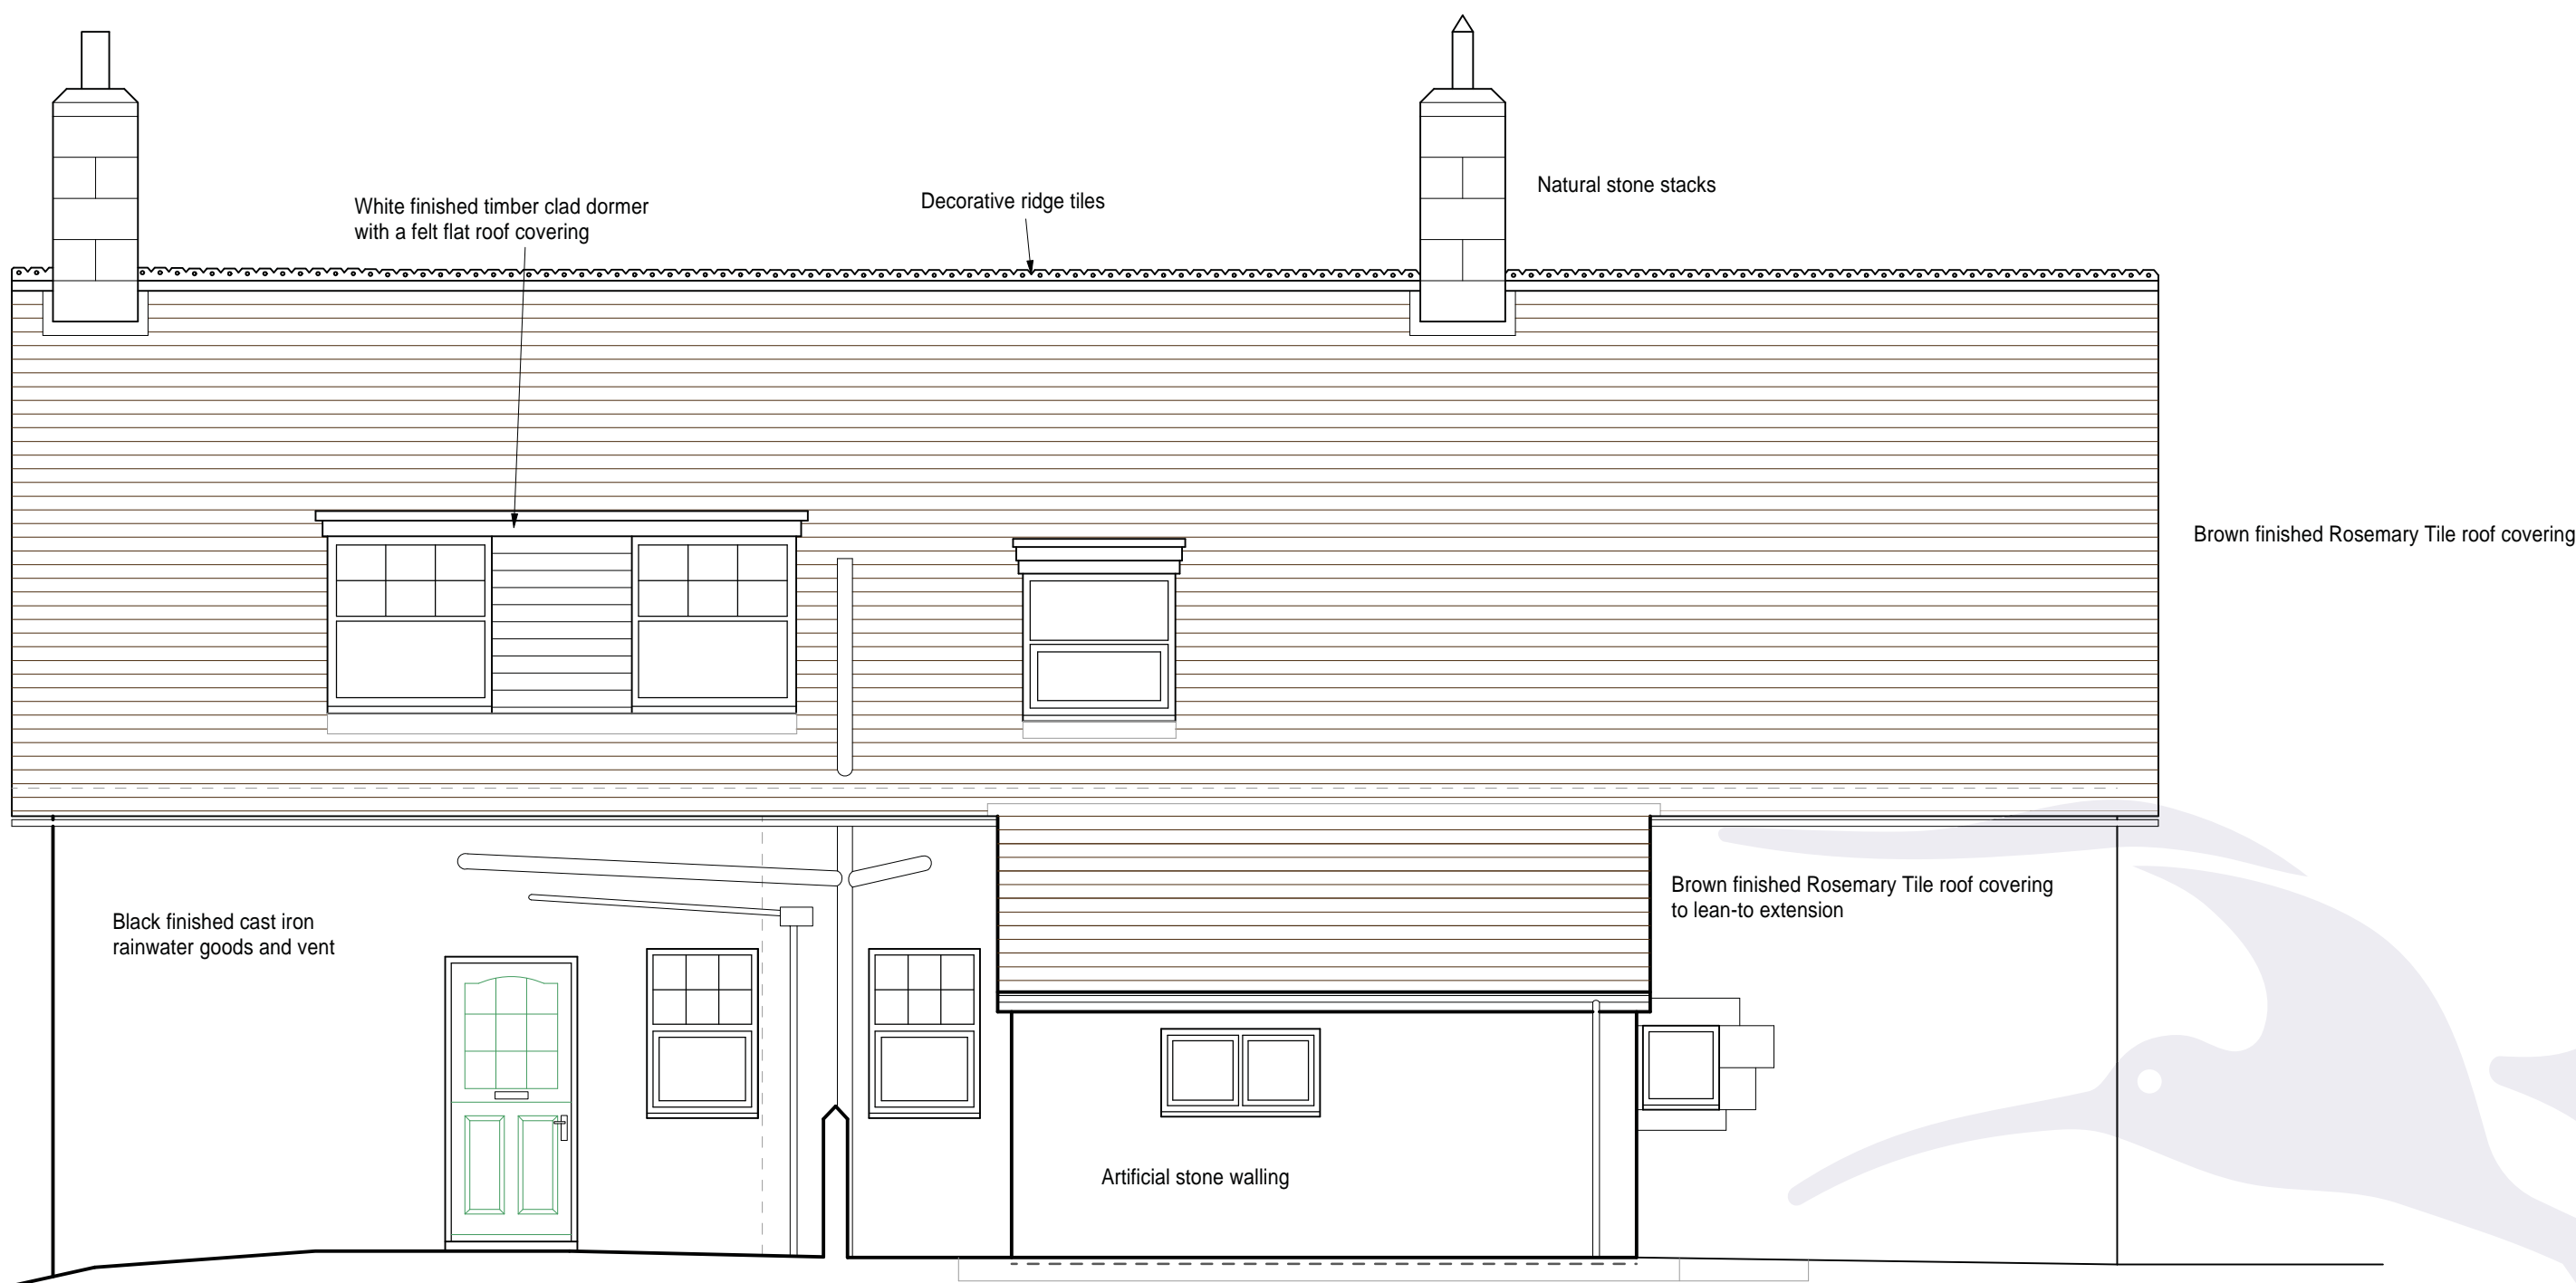 Natural stone stacks
Decorative ridge tiles
White finished timber clad dormer
with a felt flat roof covering
Brown finished Rosemary Tile roof covering
Brown finished Rosemary Tile roof covering
to lean-to extension
Black finished cast iron
rainwater goods and vent
Artificial stone walling